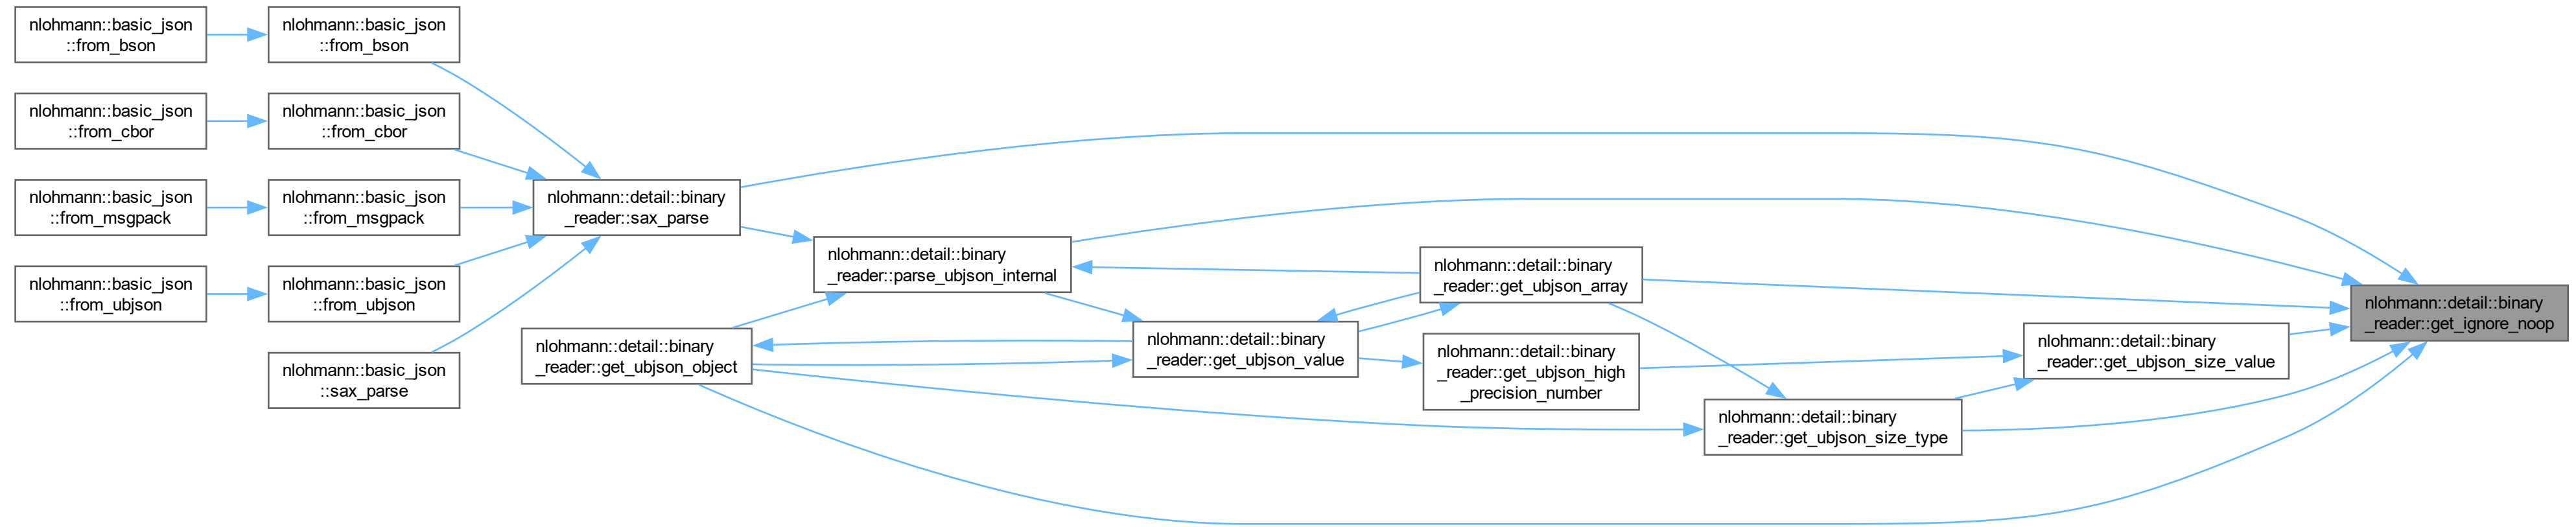 nlohmann::basic_json
::from_bson
nlohmann::basic_json
::from_bson
nlohmann::basic_json
::from_cbor
nlohmann::basic_json
::from_cbor
nlohmann::basic_json
::from_msgpack
nlohmann::basic_json
::from_msgpack
nlohmann::basic_json
::from_ubjson
nlohmann::basic_json
::from_ubjson
nlohmann::basic_json
::sax_parse
nlohmann::detail::binary
_reader::sax_parse
nlohmann::detail::binary
_reader::parse_ubjson_internal
nlohmann::detail::binary
_reader::get_ubjson_object
nlohmann::detail::binary
_reader::get_ubjson_value
nlohmann::detail::binary
_reader::get_ubjson_array
nlohmann::detail::binary
_reader::get_ubjson_high
_precision_number
nlohmann::detail::binary
_reader::get_ubjson_size_type
nlohmann::detail::binary
_reader::get_ubjson_size_value
nlohmann::detail::binary
_reader::get_ignore_noop